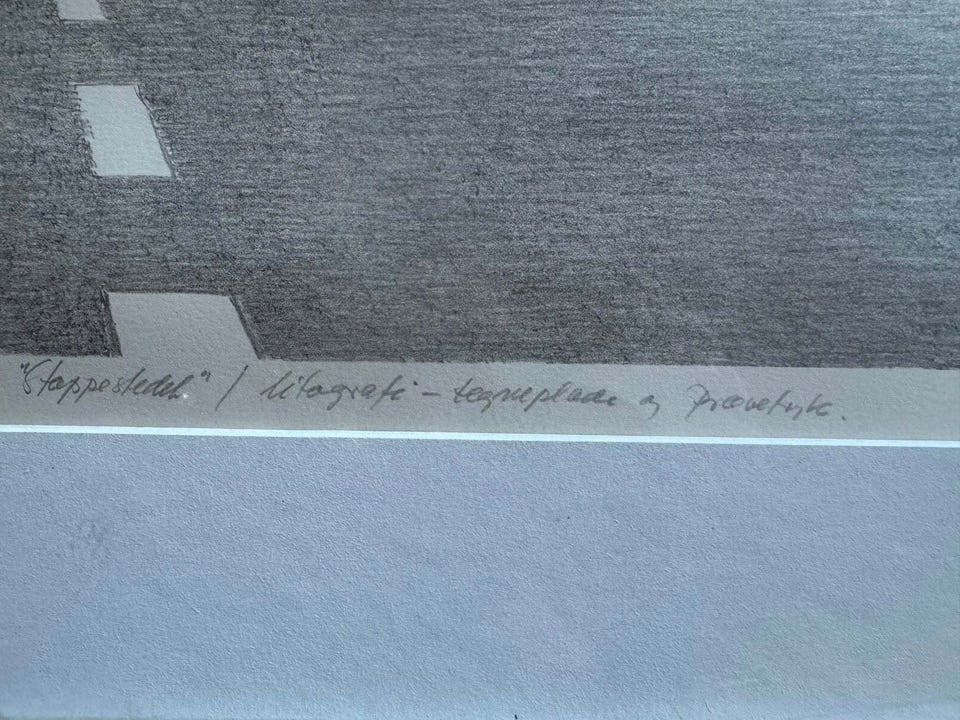 "Stoppestedet" / litografi - tegneplade og prøvetryk.